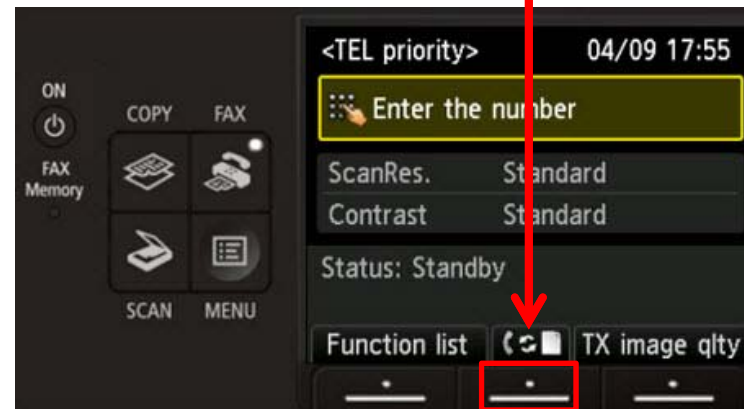 <TEL priority> 04/09 17:55
ON
COPY FAX
Enter the number
FAX
Memory
ScanRes. Standard
Contrast Standard
Status: Standby
SCAN MENU
Function list TX image qlty